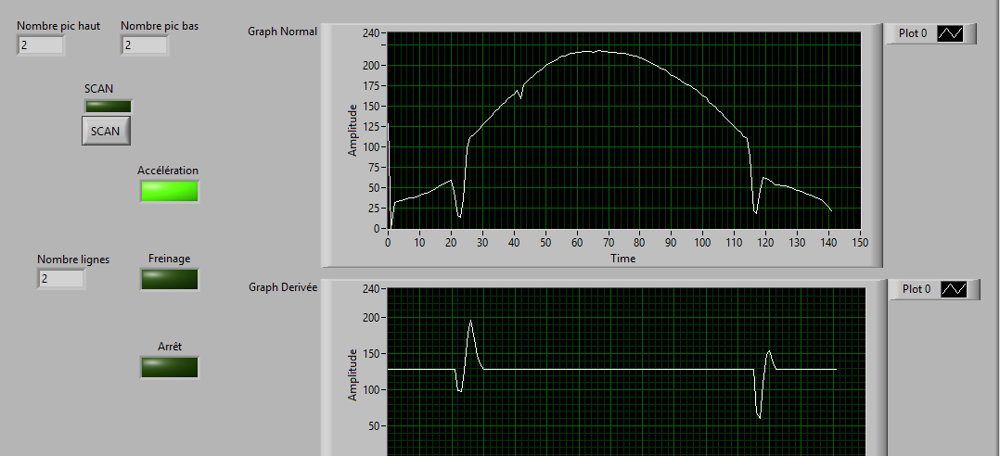 Nombre pic haut
2
Nombre pic bas
2
SCAN
SCAN
Accélération
Nombre lignes
2
Freinage
Arrêt
Graph Normal
Plot 0
Amplitude
240
200
175
150
125
100
75
50
25
0
0 10 20 30 40 50 60 70 80 90 100 110 120 130 140 150
Time
Graph Derivée
Plot 0
Amplitude
240
200
150
100
50